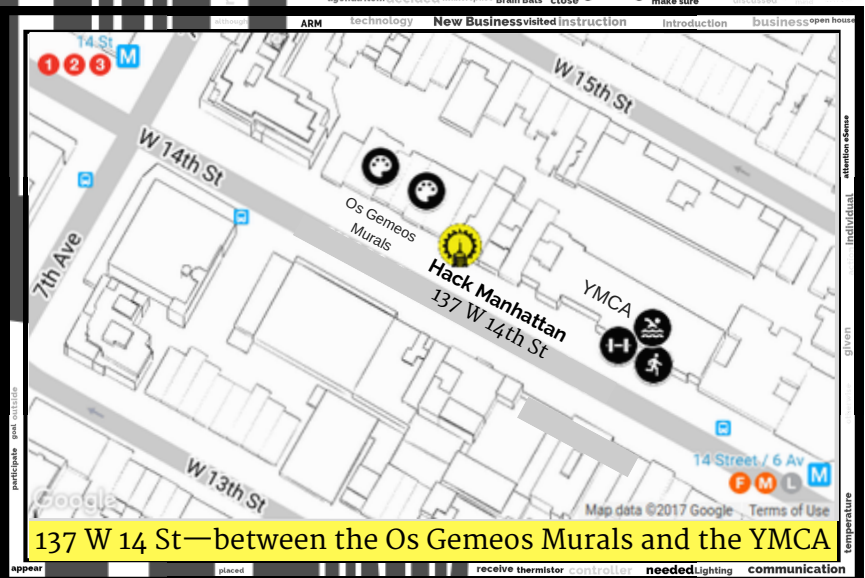 make sure
although
ARM
technology
New Business
visited
instruction
Introduction
business
open house
14 St
M
1 2 3
W 15th St
W 14th St
Os Gemeos
Murals
7th Ave
Hack Manhattan
137 W 14th St
YMCA
14 Street / 6 Av
M
F M L
W 13th St
Google
Map data ©2017 Google
Terms of Use
137 W 14 St—between the Os Gemeos Murals and the YMCA
attention eSense
individual
given
temperature
outside
goal
participate
appear
placed
receive
thermistor
controller
needed
Lighting
communication